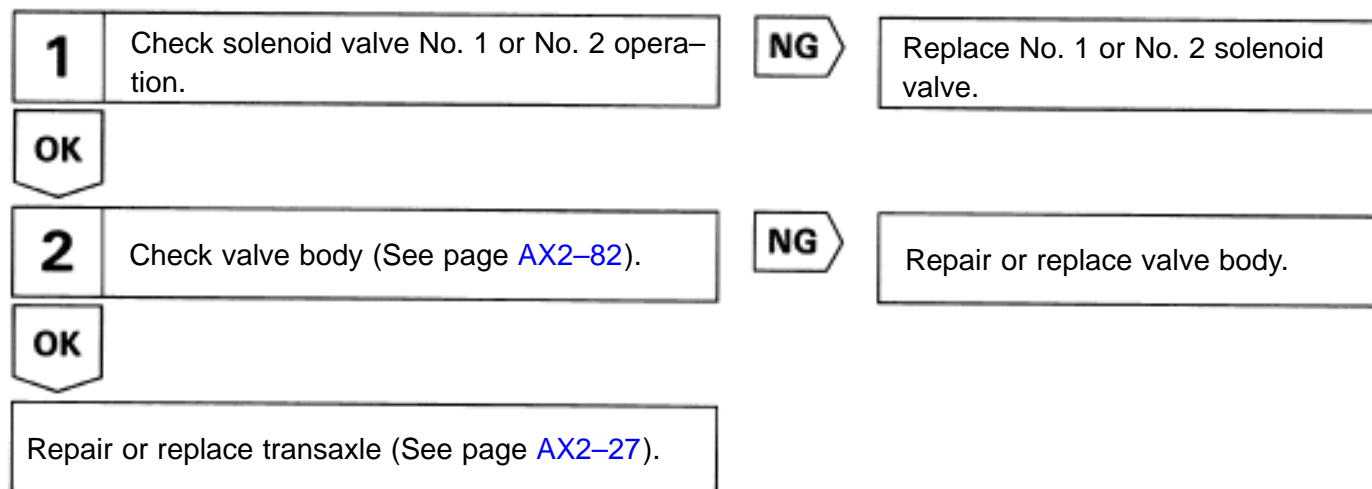 1
Check solenoid valve No. 1 or No. 2 opera–
tion.
NG
Replace No. 1 or No. 2 solenoid
valve.
OK
2
Check valve body (See page AX2–82).
NG
Repair or replace valve body.
OK
Repair or replace transaxle (See page AX2–27).